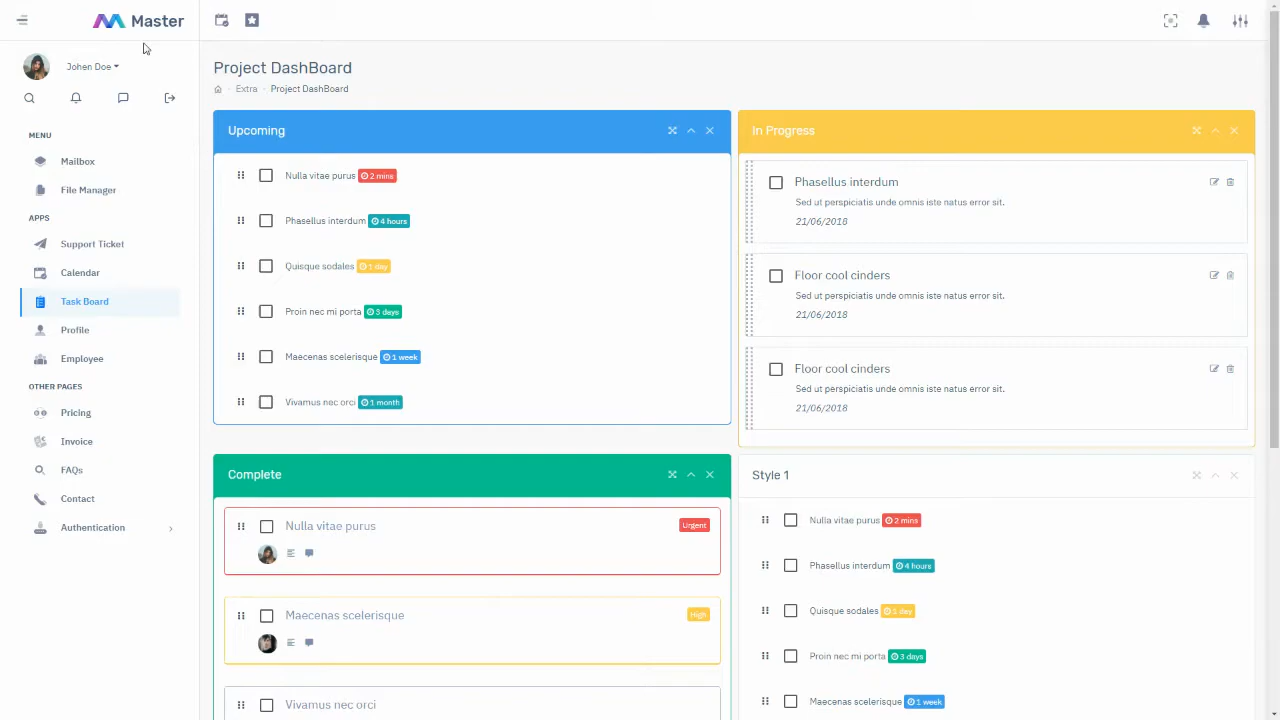 Master
Johen Doe
MENU
Mailbox
File Manager
APPS
Support Ticket
Calendar
Task Board
Profile
Employee
OTHER PAGES
Pricing
Invoice
FAQs
Contact
Authentication
Project DashBoard
Extra - Project DashBoard
Upcoming
Nulla vitae purus 2 mins
Phasellus interdum 4 hours
Quisque sodales 1 day
Proin nec mi porta 3 days
Maecenas scelerisque 1 week
Vivamus nec orci 1 month
In Progress
Phasellus interdum
Sed ut perspiciatis unde omnis iste natus error sit.
21/06/2018
Floor cool cinders
Sed ut perspiciatis unde omnis iste natus error sit.
21/06/2018
Floor cool cinders
Sed ut perspiciatis unde omnis iste natus error sit.
21/06/2018
Complete
Nulla vitae purus Urgent
Maecenas scelerisque High
Vivamus nec orci
Style 1
Nulla vitae purus 2 mins
Phasellus interdum 4 hours
Quisque sodales 1 day
Proin nec mi porta 3 days
Maecenas scelerisque 1 week